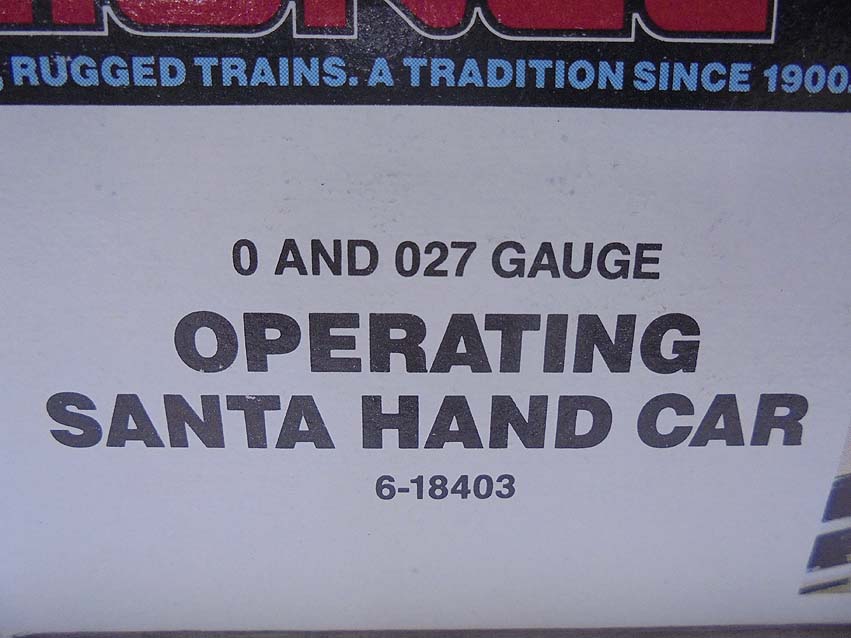 , RUGGED TRAINS. A TRADITION SINCE 1900.
0 AND 027 GAUGE
OPERATING
SANTA HAND CAR
6-18403